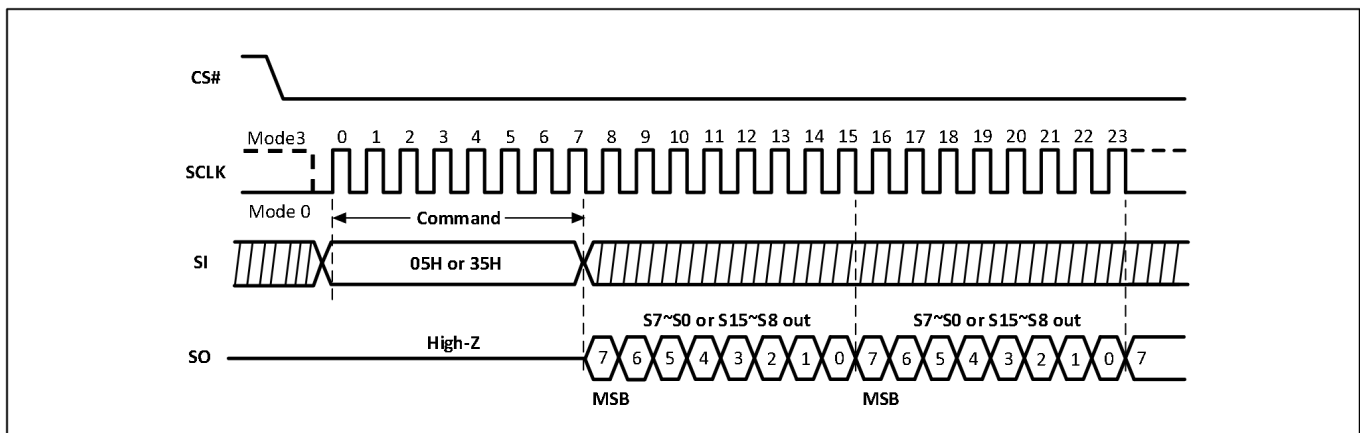 CS#
Mode3 0 1 2 3 4 5 6 7 8 9 10 11 12 13 14 15 16 17 18 19 20 21 22 23
SCLK
Mode 0
Command
SI 05H or 35H
S7~S0 or S15~S8 out S7~S0 or S15~S8 out
High-Z
SO 7 6 5 4 3 2 1 0 7 6 5 4 3 2 1 0 7
MSB MSB